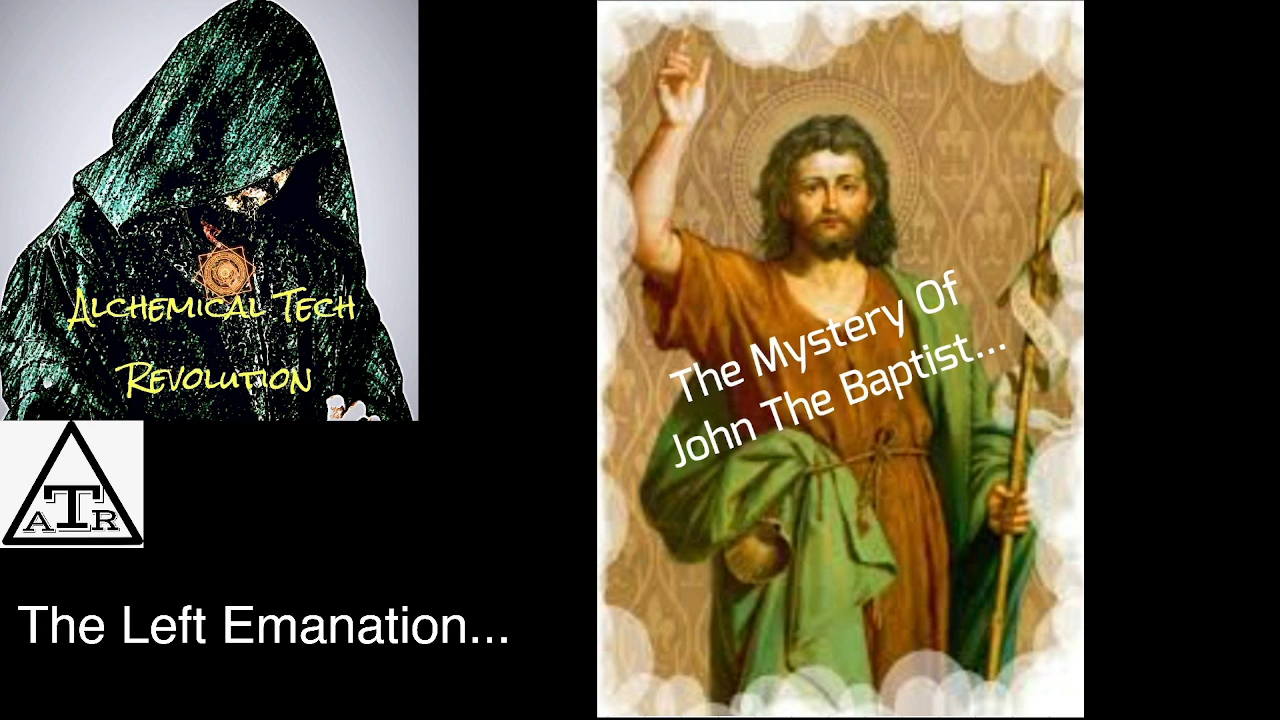 Alchemical Tech
Revolution
ATR
The Left Emanation...
The Mystery Of
John The Baptist...